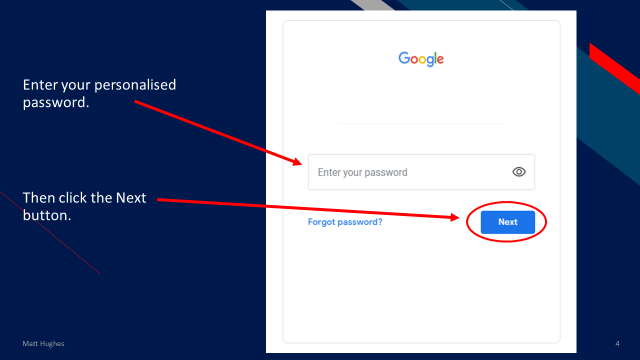 Google
Enter your personalised
password.
Enter your password
Then click the Next
button.
Forgot password?
Next
Matt Hughes
4